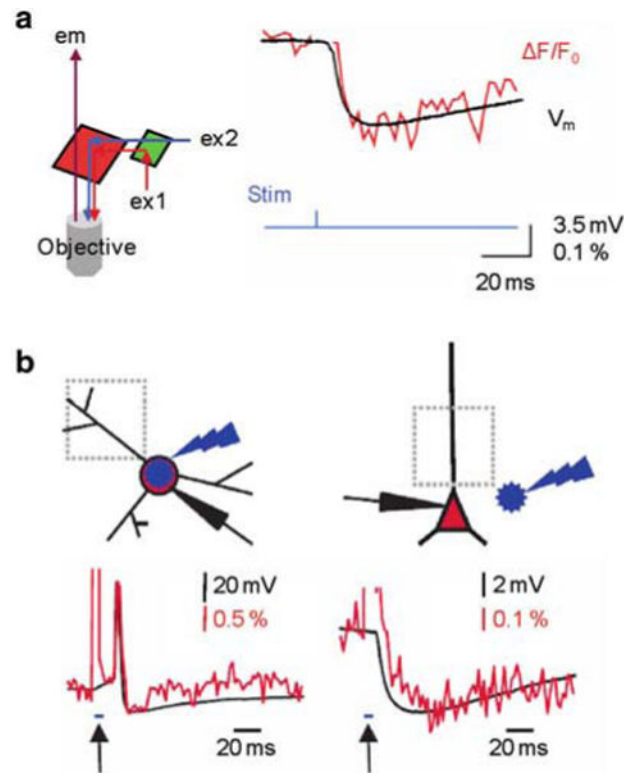 a
em
ex2
ex1
Objective
ΔF/F₀
Vₘ
Stim
3.5 mV
0.1 %
20 ms
b
20 mV
0.5 %
20 ms
2 mV
0.1 %
20 ms